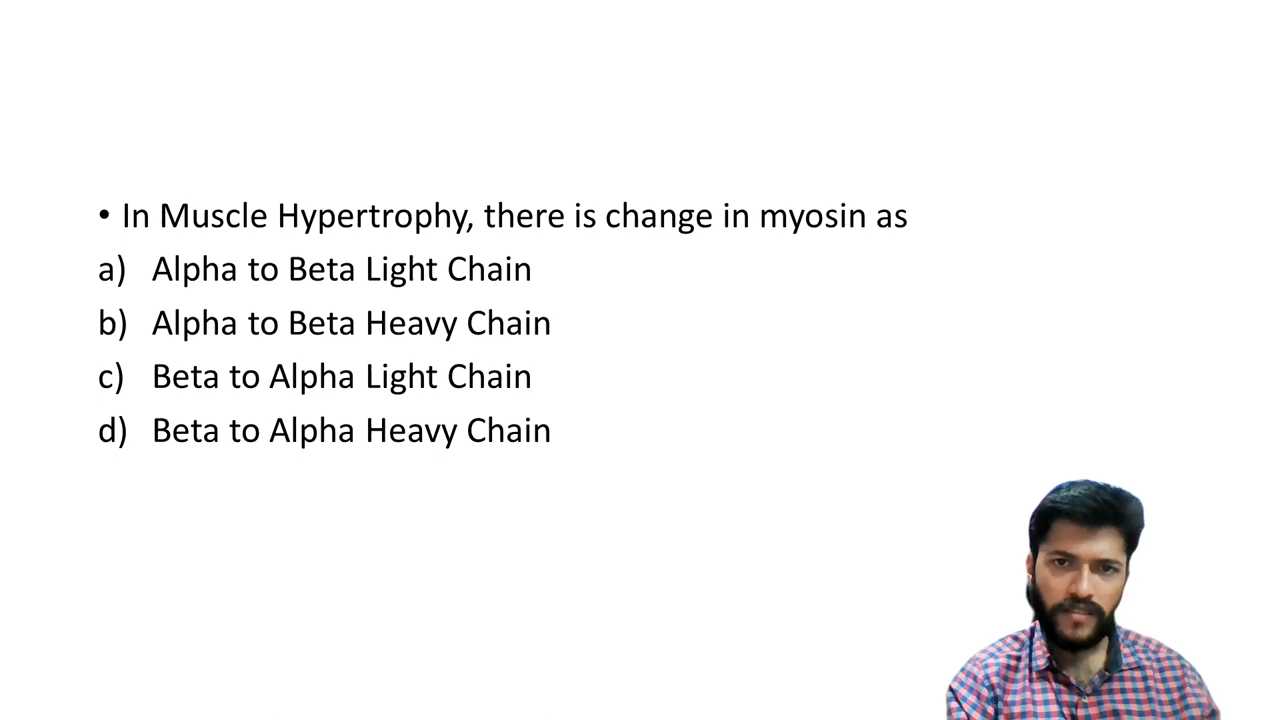 • In Muscle Hypertrophy, there is change in myosin as
a) Alpha to Beta Light Chain
b) Alpha to Beta Heavy Chain
c) Beta to Alpha Light Chain
d) Beta to Alpha Heavy Chain